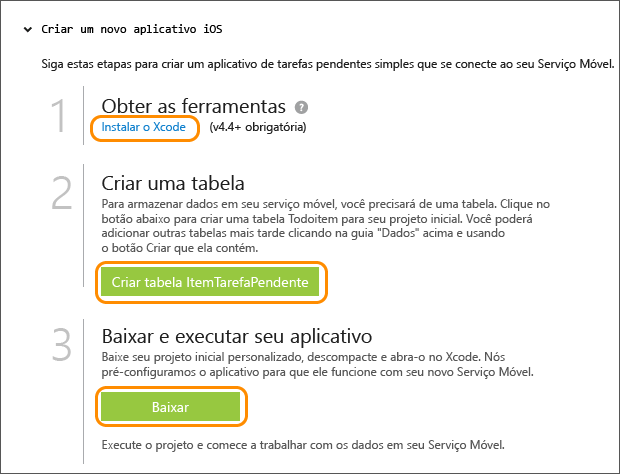 Criar um novo aplicativo iOS
Siga estas etapas para criar um aplicativo de tarefas pendentes simples que se conecte ao seu Serviço Móvel.
1 Obter as ferramentas ?
Instalar o Xcode (v4.4+ obrigatória)
2 Criar uma tabela
Para armazenar dados em seu serviço móvel, você precisará de uma tabela. Clique no
botão abaixo para criar uma tabela Todoitem para seu projeto inicial. Você poderá
adicionar outras tabelas mais tarde clicando na guia "Dados" acima e usando
o botão Criar que ela contém.
Criar tabela ItemTarefaPendente
3 Baixar e executar seu aplicativo
Baixe seu projeto inicial personalizado, descompacte e abra-o no Xcode. Nós
pré-configuramos o aplicativo para que ele funcione com seu novo Serviço Móvel.
Baixar
Execute o projeto e comece a trabalhar com os dados em seu Serviço Móvel.